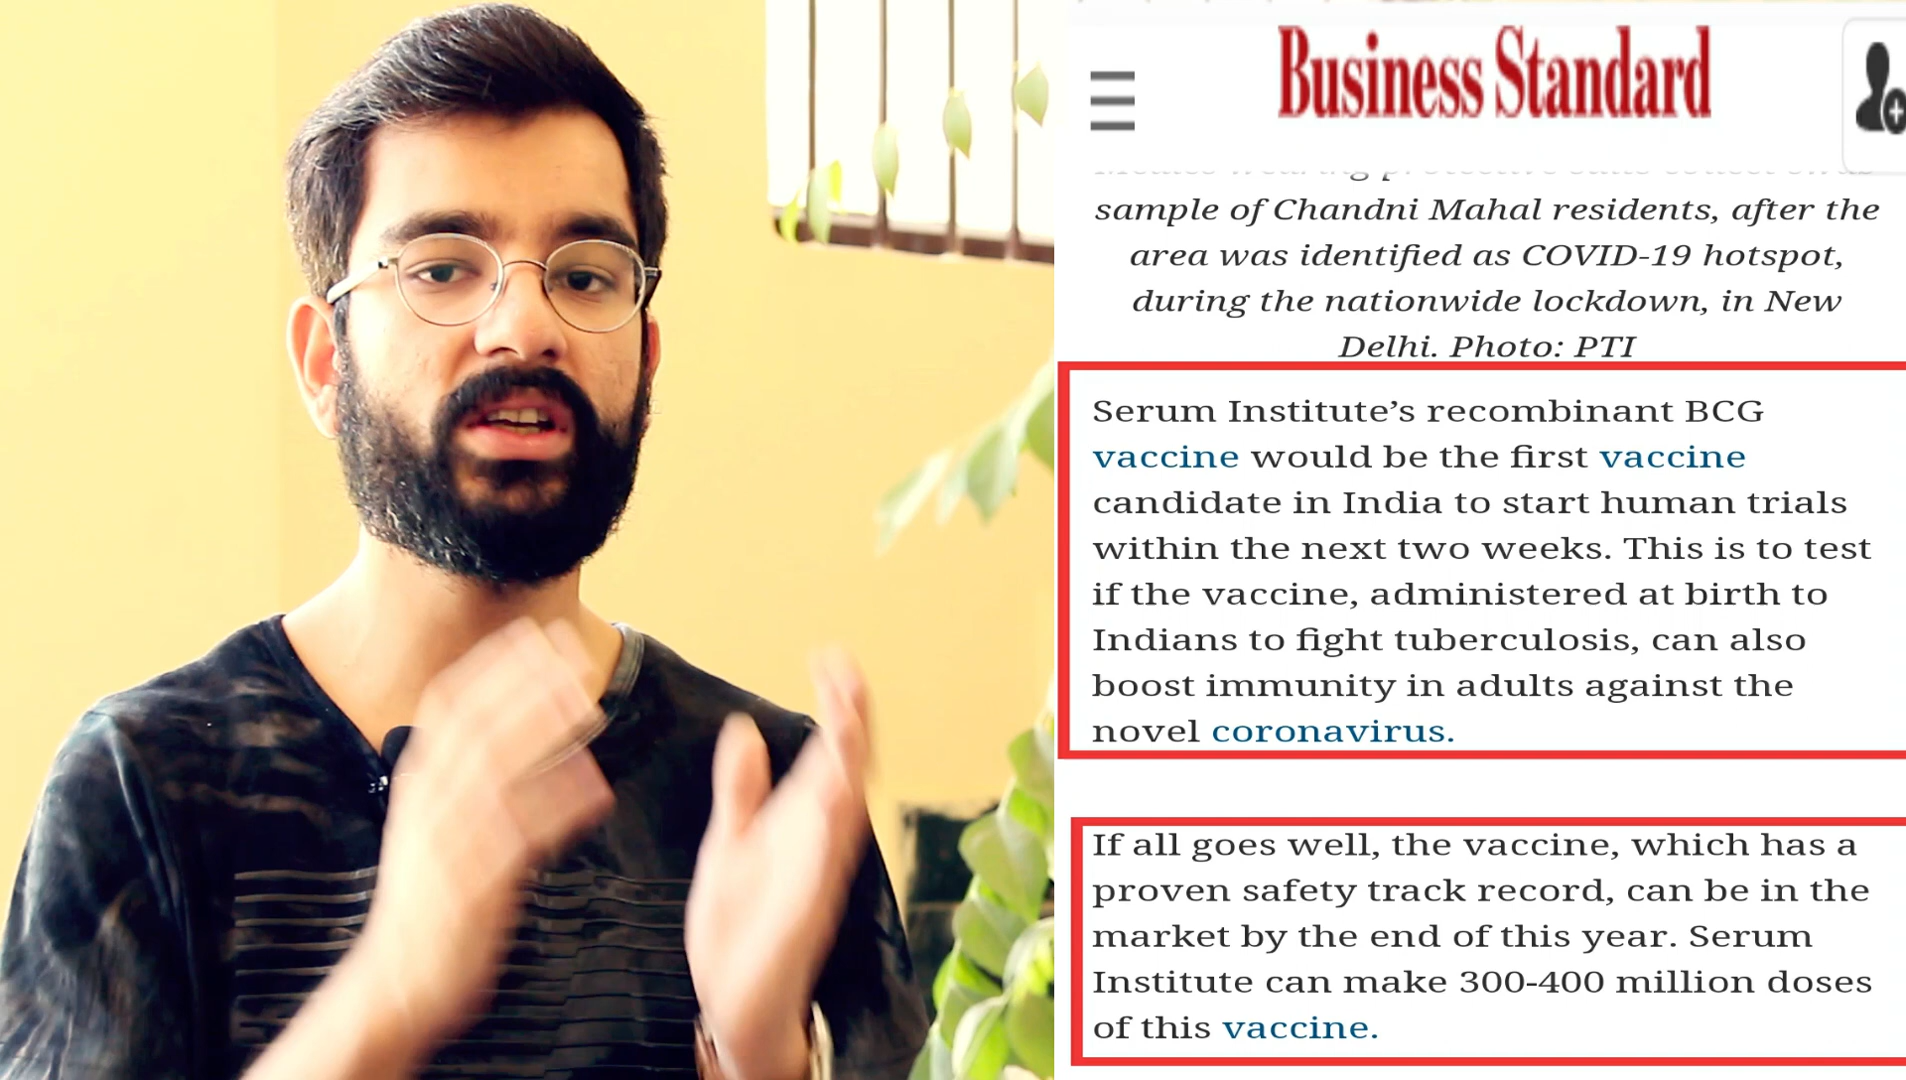 Business Standard
sample of Chandni Mahal residents, after the
area was identified as COVID-19 hotspot,
during the nationwide lockdown, in New
Delhi. Photo: PTI
Serum Institute’s recombinant BCG
vaccine would be the first vaccine
candidate in India to start human trials
within the next two weeks. This is to test
if the vaccine, administered at birth to
Indians to fight tuberculosis, can also
boost immunity in adults against the
novel coronavirus.
If all goes well, the vaccine, which has a
proven safety track record, can be in the
market by the end of this year. Serum
Institute can make 300-400 million doses
of this vaccine.